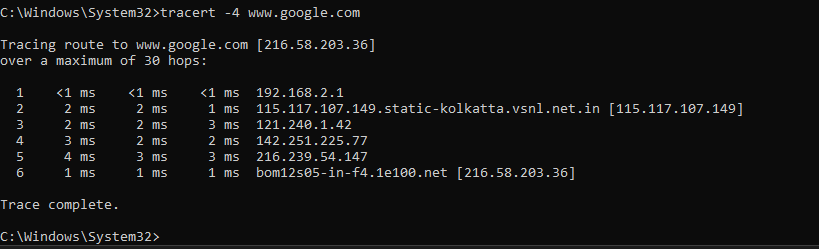 C:\Windows\System32>tracert -4 www.google.com
Tracing route to www.google.com [216.58.203.36]
over a maximum of 30 hops:
1 <1 ms <1 ms <1 ms 192.168.2.1
2 2 ms 2 ms 1 ms 115.117.107.149.static-kolkatta.vsnl.net.in [115.117.107.149]
3 2 ms 2 ms 3 ms 121.240.1.42
4 3 ms 2 ms 2 ms 142.251.225.77
5 4 ms 3 ms 3 ms 216.239.54.147
6 1 ms 1 ms 1 ms bom12s05-in-f4.1e100.net [216.58.203.36]
Trace complete.
C:\Windows\System32>